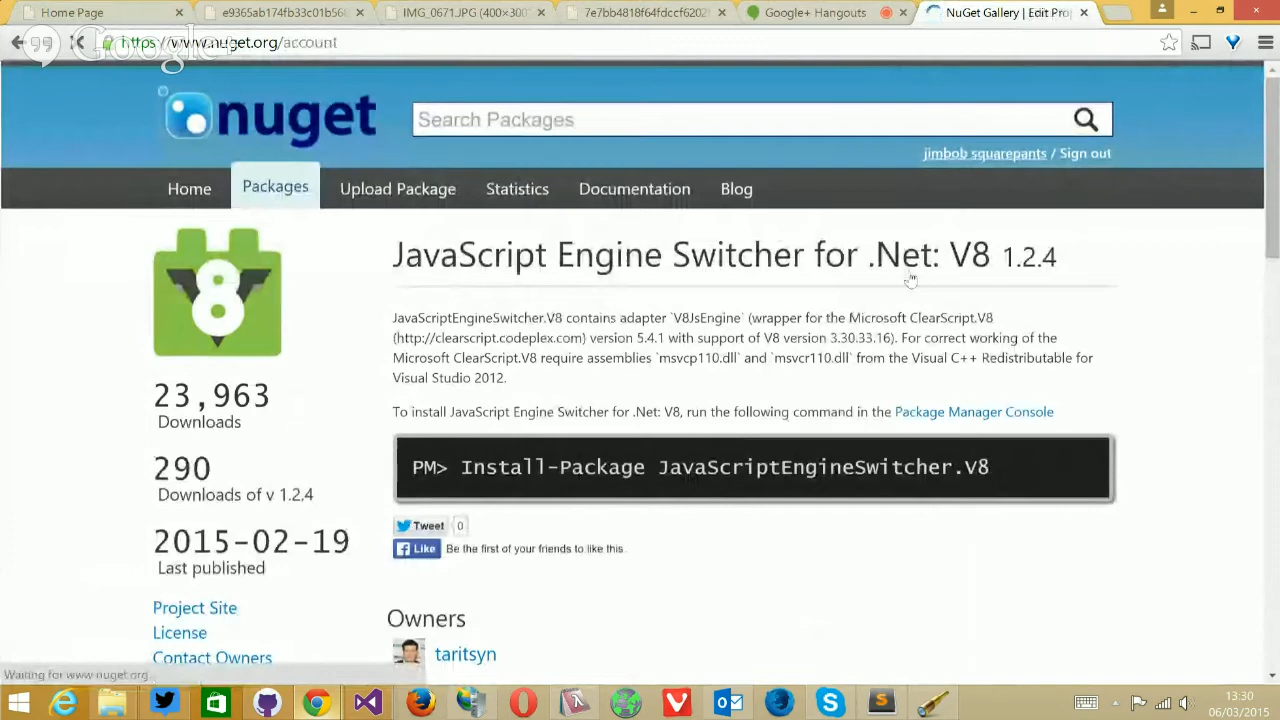 Home Page
e9365ab174fb33c01b56
IMG_0671.JPG (400×300
7e7bb4818f64fdccf6202
Google+ Hangouts
NuGet Gallery | Edit Pro
https://www.nuget.org/account
Google+
nuget
Search Packages
jimbob squarepants / Sign out
Home
Packages
Upload Package
Statistics
Documentation
Blog
8
JavaScript Engine Switcher for .Net: V8 1.2.4
JavaScriptEngineSwitcher.V8 contains adapter `V8JsEngine` (wrapper for the Microsoft ClearScript.V8
(http://clearscript.codeplex.com) version 5.4.1 with support of V8 version 3.30.33.16). For correct working of the
Microsoft ClearScript.V8 require assemblies `msvcp110.dll` and `msvcr110.dll` from the Visual C++ Redistributable for
Visual Studio 2012.
23,963
Downloads
To install JavaScript Engine Switcher for .Net: V8, run the following command in the Package Manager Console
PM> Install-Package JavaScriptEngineSwitcher.V8
290
Downloads of v 1.2.4
Tweet 0
Like Be the first of your friends to like this.
2015-02-19
Last published
Project Site
License
Contact Owners
Owners
taritsyn
Waiting for www.nuget.org
13:30
06/03/2015